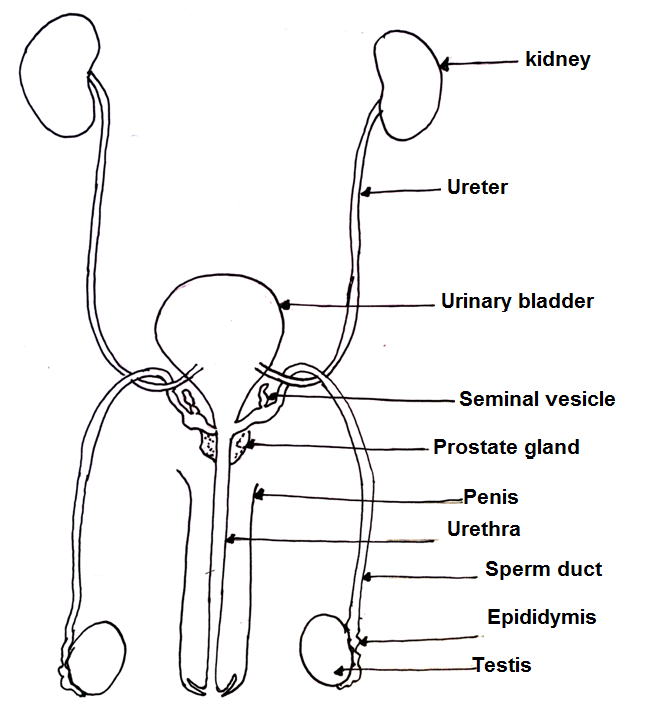 kidney
Ureter
Urinary bladder
Seminal vesicle
Prostate gland
Penis
Urethra
Sperm duct
Epididymis
Testis